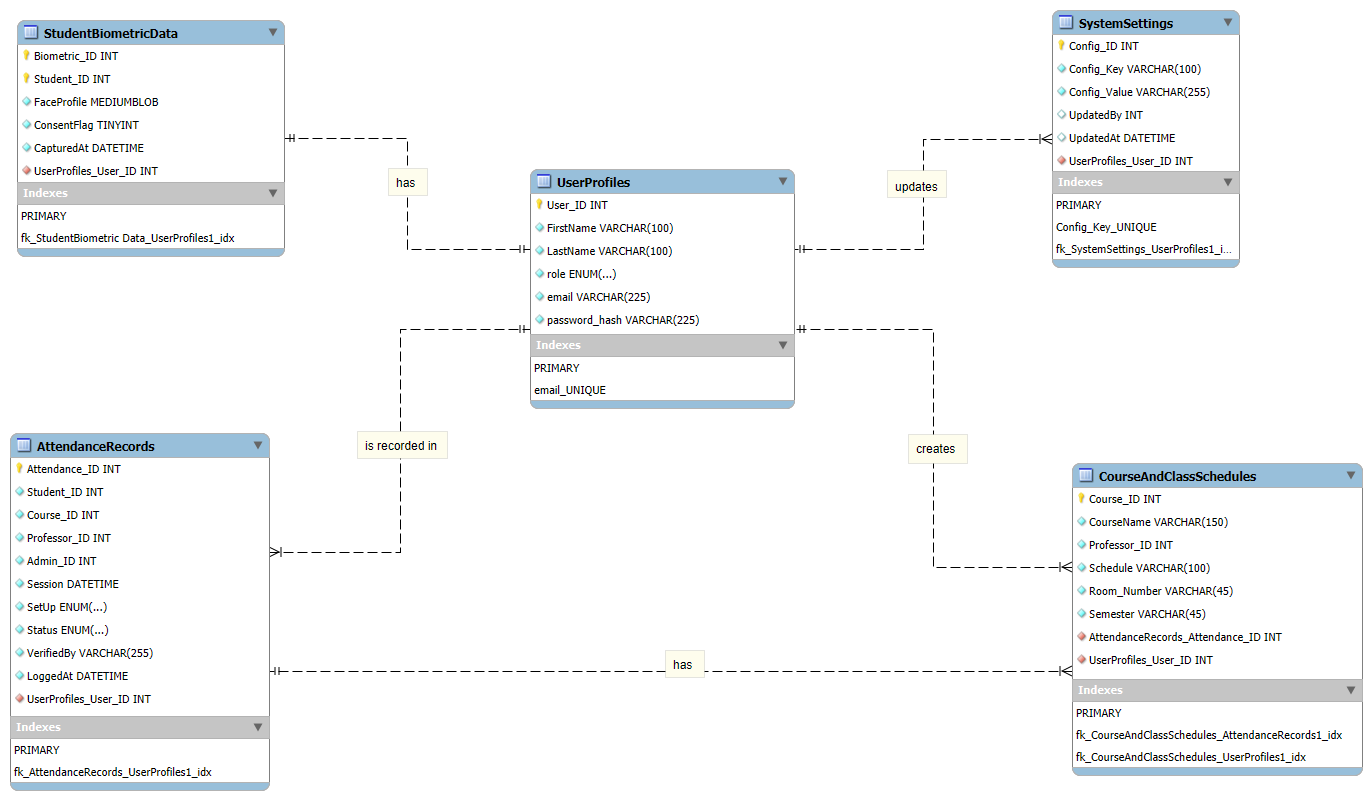 StudentBiometricData
Biometric_ID INT
Student_ID INT
FaceProfile MEDIUMBLOB
ConsentFlag TINYINT
CapturedAt DATETIME
UserProfiles_User_ID INT
Indexes
PRIMARY
fk_StudentBiometric Data_UserProfiles1_idx
has
UserProfiles
User_ID INT
FirstName VARCHAR(100)
LastName VARCHAR(100)
role ENUM(...)
email VARCHAR(225)
password_hash VARCHAR(225)
Indexes
PRIMARY
email_UNIQUE
updates
SystemSettings
Config_ID INT
Config_Key VARCHAR(100)
Config_Value VARCHAR(255)
UpdatedBy INT
UpdatedAt DATETIME
UserProfiles_User_ID INT
Indexes
PRIMARY
Config_Key_UNIQUE
fk_SystemSettings_UserProfiles1_i...
is recorded in
creates
AttendanceRecords
Attendance_ID INT
Student_ID INT
Course_ID INT
Professor_ID INT
Admin_ID INT
Session DATETIME
SetUp ENUM(...)
Status ENUM(...)
VerifiedBy VARCHAR(255)
LoggedAt DATETIME
UserProfiles_User_ID INT
Indexes
PRIMARY
fk_AttendanceRecords_UserProfiles1_idx
has
CourseAndClassSchedules
Course_ID INT
CourseName VARCHAR(150)
Professor_ID INT
Schedule VARCHAR(100)
Room_Number VARCHAR(45)
Semester VARCHAR(45)
AttendanceRecords_Attendance_ID INT
UserProfiles_User_ID INT
Indexes
PRIMARY
fk_CourseAndClassSchedules_AttendanceRecords1_idx
fk_CourseAndClassSchedules_UserProfiles1_idx